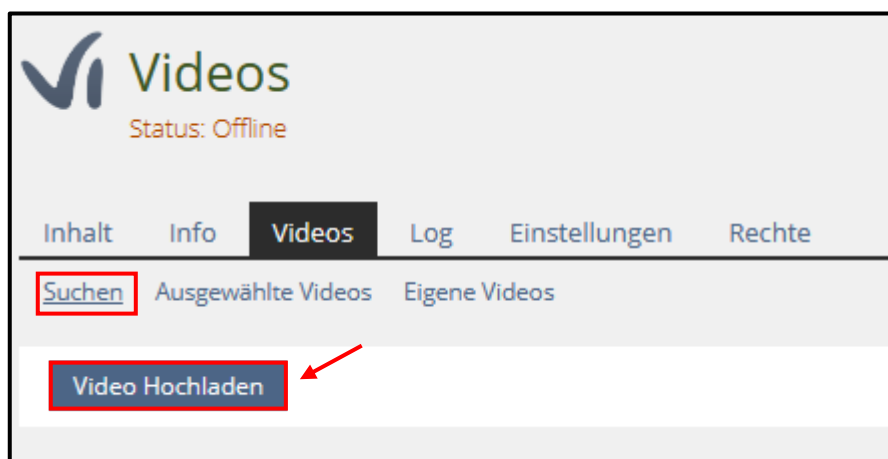 Videos
Status: Offline
Inhalt Info Videos Log Einstellungen Rechte
Suchen Ausgewählte Videos Eigene Videos
Video Hochladen